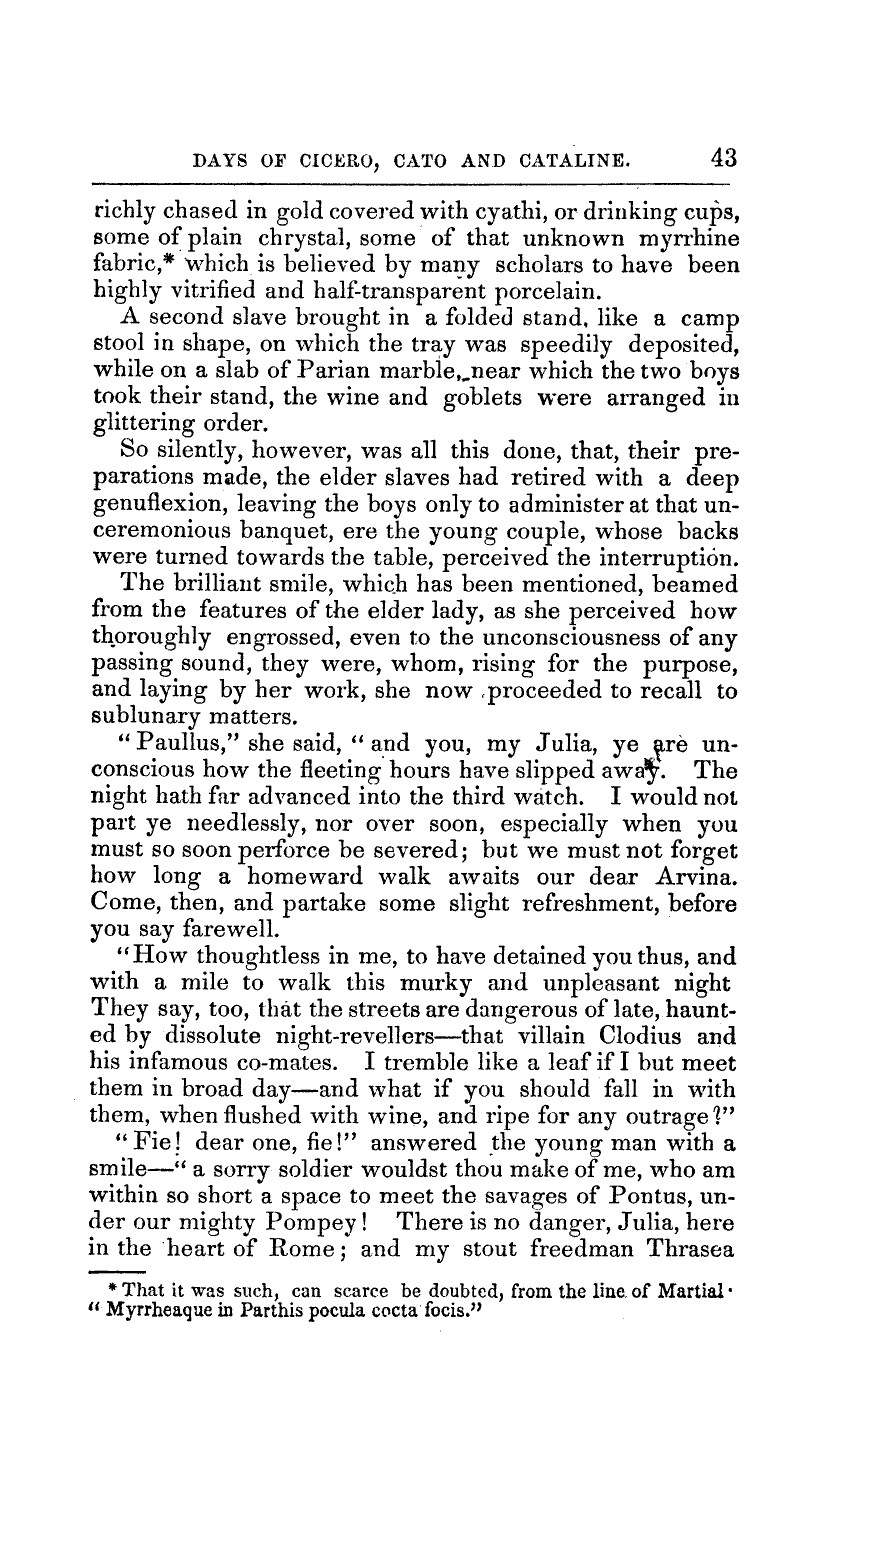 DAYS OF CICERO, CATO AND CATALINE. 43
richly chased in gold covered with cyathi, or drinking cups,
some of plain chrystal, some of that unknown myrrhine
fabric,* which is believed by many scholars to have been
highly vitrified and half-transparent porcelain.
A second slave brought in a folded stand, like a camp
stool in shape, on which the tray was speedily deposited,
while on a slab of Parian marble, near which the two boys
took their stand, the wine and goblets were arranged in
glittering order.
So silently, however, was all this done, that, their pre-
parations made, the elder slaves had retired with a deep
genuflexion, leaving the boys only to administer at that un-
ceremonious banquet, ere the young couple, whose backs
were turned towards the table, perceived the interruption.
The brilliant smile, which has been mentioned, beamed
from the features of the elder lady, as she perceived how
thoroughly engrossed, even to the unconsciousness of any
passing sound, they were, whom, rising for the purpose,
and laying by her work, she now proceeded to recall to
sublunary matters.
“Paullus,” she said, “and you, my Julia, ye are un-
conscious how the fleeting hours have slipped away. The
night hath far advanced into the third watch. I would not
part ye needlessly, nor over soon, especially when you
must so soon perforce be severed; but we must not forget
how long a homeward walk awaits our dear Arvina.
Come, then, and partake some slight refreshment, before
you say farewell.
“How thoughtless in me, to have detained you thus, and
with a mile to walk this murky and unpleasant night
They say, too, that the streets are dangerous of late, haunt-
ed by dissolute night-revellers—that villain Clodius and
his infamous co-mates. I tremble like a leaf if I but meet
them in broad day—and what if you should fall in with
them, when flushed with wine, and ripe for any outrage?”
“Fie! dear one, fie!” answered the young man with a
smile—“a sorry soldier wouldst thou make of me, who am
within so short a space to meet the savages of Pontus, un-
der our mighty Pompey! There is no danger, Julia, here
in the heart of Rome; and my stout freedman Thrasea
* That it was such, can scarce be doubted, from the line of Martial·
“Myrrheaque in Parthis pocula cocta focis.”